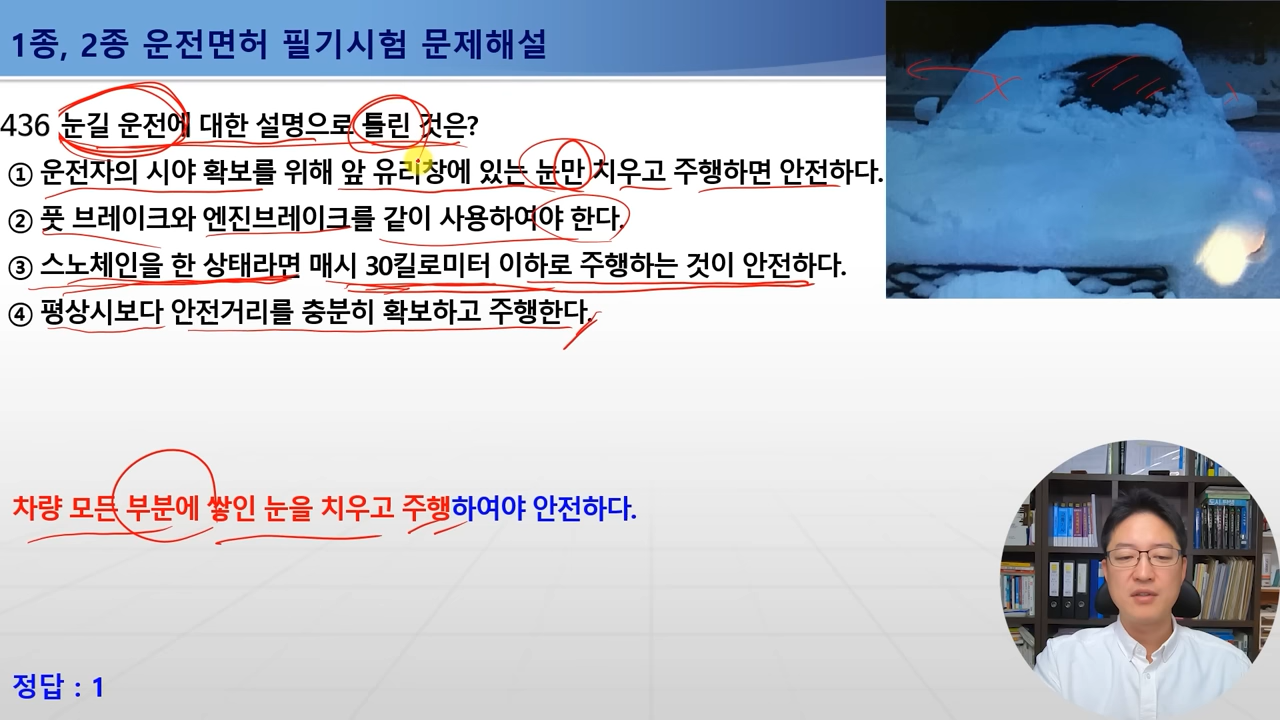 1종, 2종 운전면허 필기시험 문제해설
436 눈길 운전에 대한 설명으로 틀린 것은?
① 운전자의 시야 확보를 위해 앞 유리창에 있는 눈만 치우고 주행하면 안전하다.
② 풋 브레이크와 엔진브레이크를 같이 사용하여야 한다.
③ 스노체인을 한 상태라면 매시 30킬로미터 이하로 주행하는 것이 안전하다.
④ 평상시보다 안전거리를 충분히 확보하고 주행한다.
차량 모든 부분에 쌓인 눈을 치우고 주행하여야 안전하다.
정답 : 1